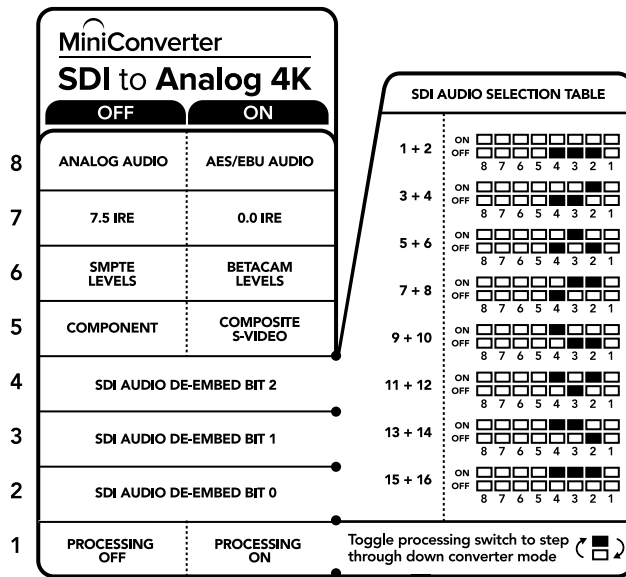 MiniConverter
SDI to Analog 4K
OFF ON
8 ANALOG AUDIO AES/EBU AUDIO
7 7.5 IRE 0.0 IRE
6 SMPTE LEVELS BETACAM LEVELS
5 COMPONENT COMPOSITE S-VIDEO
4 SDI AUDIO DE-EMBED BIT 2
3 SDI AUDIO DE-EMBED BIT 1
2 SDI AUDIO DE-EMBED BIT 0
1 PROCESSING OFF PROCESSING ON
SDI AUDIO SELECTION TABLE
1 + 2
ON
OFF
8 7 6 5 4 3 2 1
3 + 4
ON
OFF
8 7 6 5 4 3 2 1
5 + 6
ON
OFF
8 7 6 5 4 3 2 1
7 + 8
ON
OFF
8 7 6 5 4 3 2 1
9 + 10
ON
OFF
8 7 6 5 4 3 2 1
11 + 12
ON
OFF
8 7 6 5 4 3 2 1
13 + 14
ON
OFF
8 7 6 5 4 3 2 1
15 + 16
ON
OFF
8 7 6 5 4 3 2 1
Toggle processing switch to step
through down converter mode